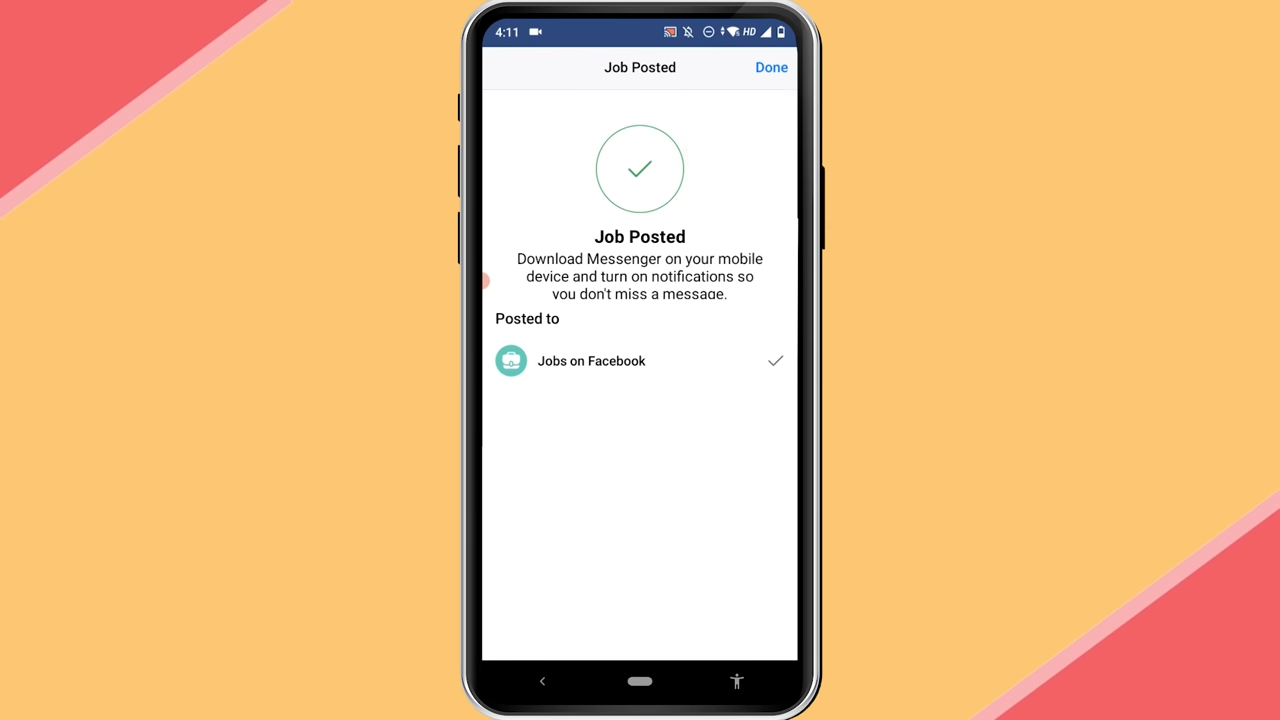 4:11 HD
Job Posted Done
Job Posted
Download Messenger on your mobile
device and turn on notifications so
you don't miss a message.
Posted to
Jobs on Facebook